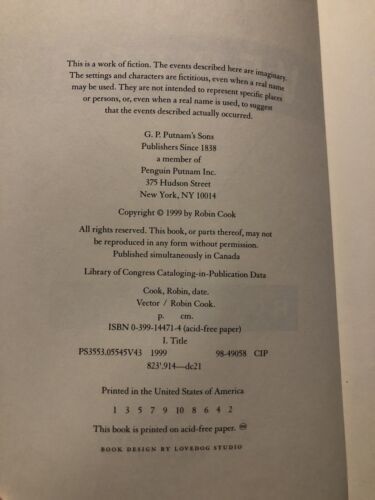 This is a work of fiction. The events described here are imaginary.
The settings and characters are fictitious, even when a real name
may be used. They are not intended to represent specific places
or persons, or, even when a real name is used, to suggest
that the events described actually occurred.
G. P. Putnam's Sons
Publishers Since 1838
a member of
Penguin Putnam Inc.
375 Hudson Street
New York, NY 10014
Copyright © 1999 by Robin Cook
All rights reserved. This book, or parts thereof, may not
be reproduced in any form without permission.
Published simultaneously in Canada
Library of Congress Cataloging-in-Publication Data
Cook, Robin, date.
Vector / Robin Cook.
p. cm.
ISBN 0-399-14471-4 (acid-free paper)
I. Title
PS3553.O5545V43 1999 98-49058 CIP
823'.914—dc21
Printed in the United States of America
1 3 5 7 9 10 8 6 4 2
This book is printed on acid-free paper. ♾
BOOK DESIGN BY LOVEDOG STUDIO